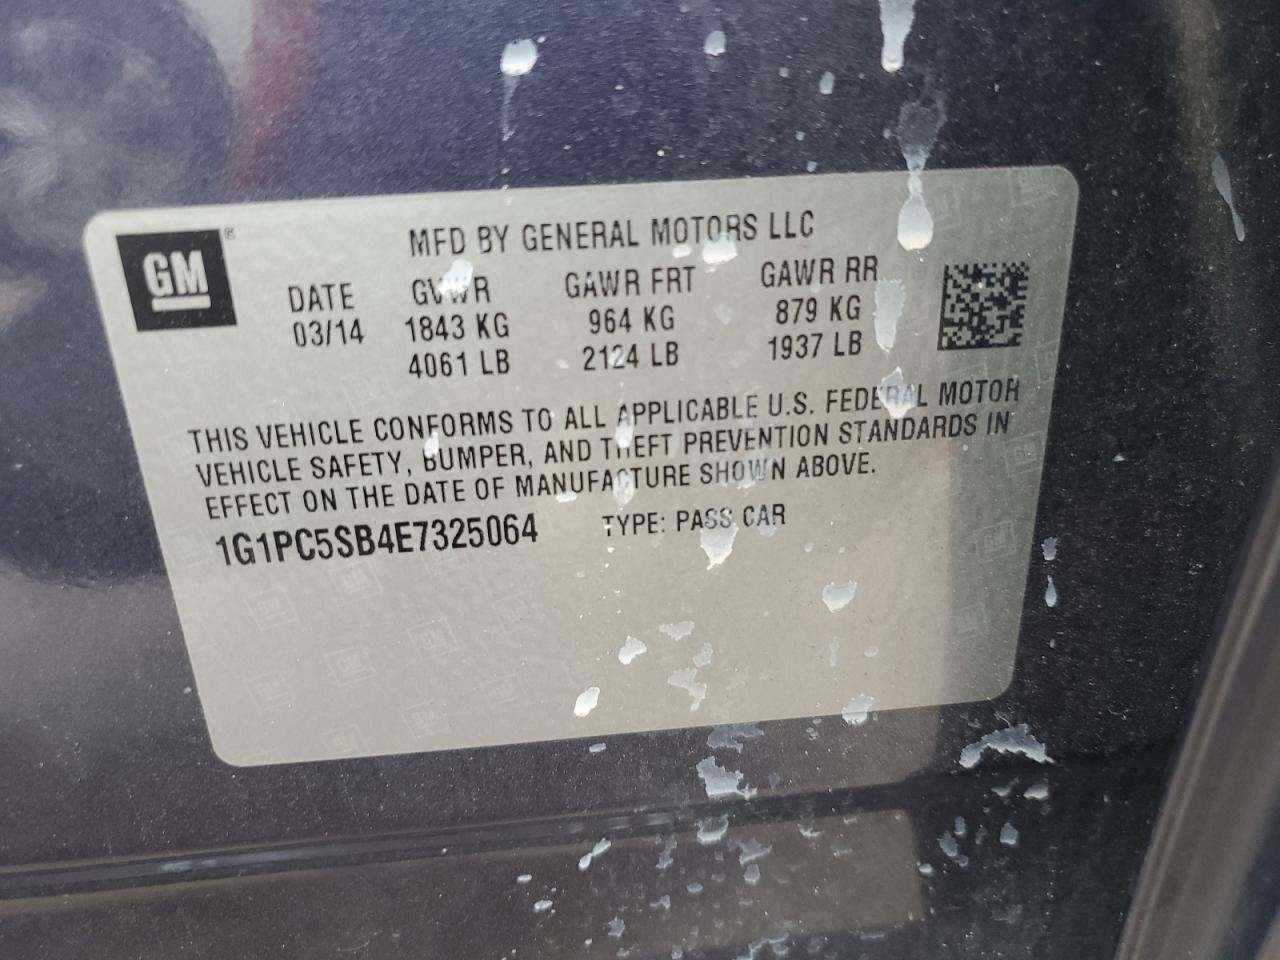 GM ®
MFD BY GENERAL MOTORS LLC
DATE GVWR GAWR FRT GAWR RR
03/14 1843 KG 964 KG 879 KG
4061 LB 2124 LB 1937 LB
THIS VEHICLE CONFORMS TO ALL APPLICABLE U.S. FEDERAL MOTOR
VEHICLE SAFETY, BUMPER, AND THEFT PREVENTION STANDARDS IN
EFFECT ON THE DATE OF MANUFACTURE SHOWN ABOVE.
1G1PC5SB4E7325064 TYPE: PASS CAR